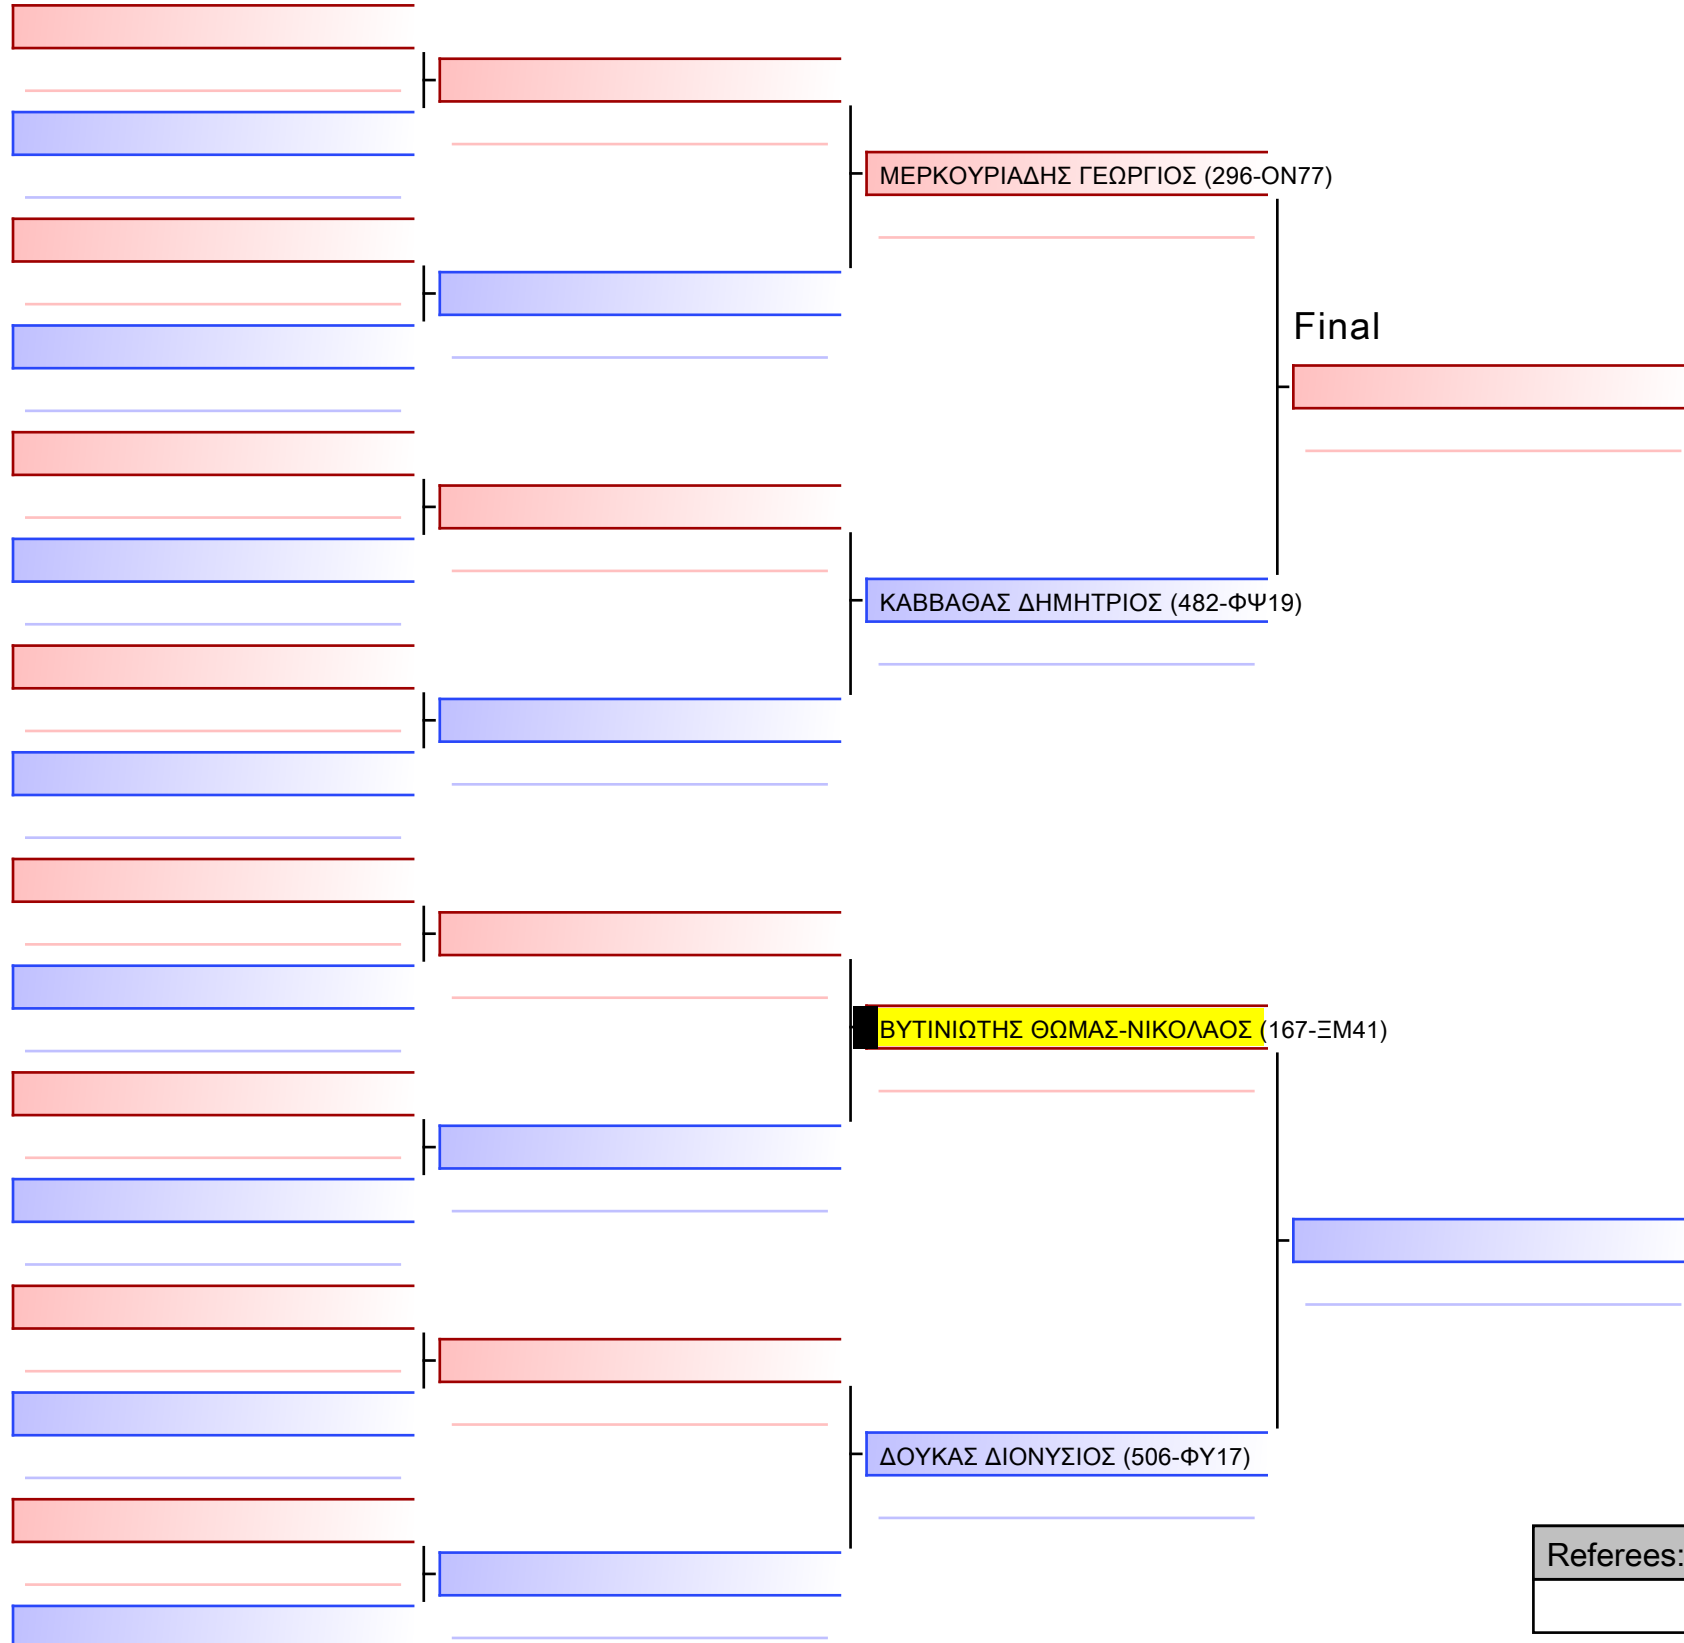 ΜΕΡΚΟΥΡΙΑΔΗΣ ΓΕΩΡΓΙΟΣ (296-ΟΝ77)
Final
ΚΑΒΒΑΘΑΣ ΔΗΜΗΤΡΙΟΣ (482-ΦΨ19)
ΒΥΤΙΝΙΩΤΗΣ ΘΩΜΑΣ-ΝΙΚΟΛΑΟΣ (167-ΞΜ41)
ΔΟΥΚΑΣ ΔΙΟΝΥΣΙΟΣ (506-ΦΥ17)
Referees: